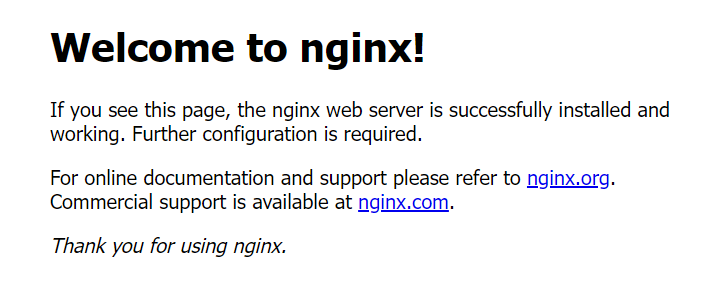 Welcome to nginx!
If you see this page, the nginx web server is successfully installed and
working. Further configuration is required.
For online documentation and support please refer to nginx.org.
Commercial support is available at nginx.com.
Thank you for using nginx.